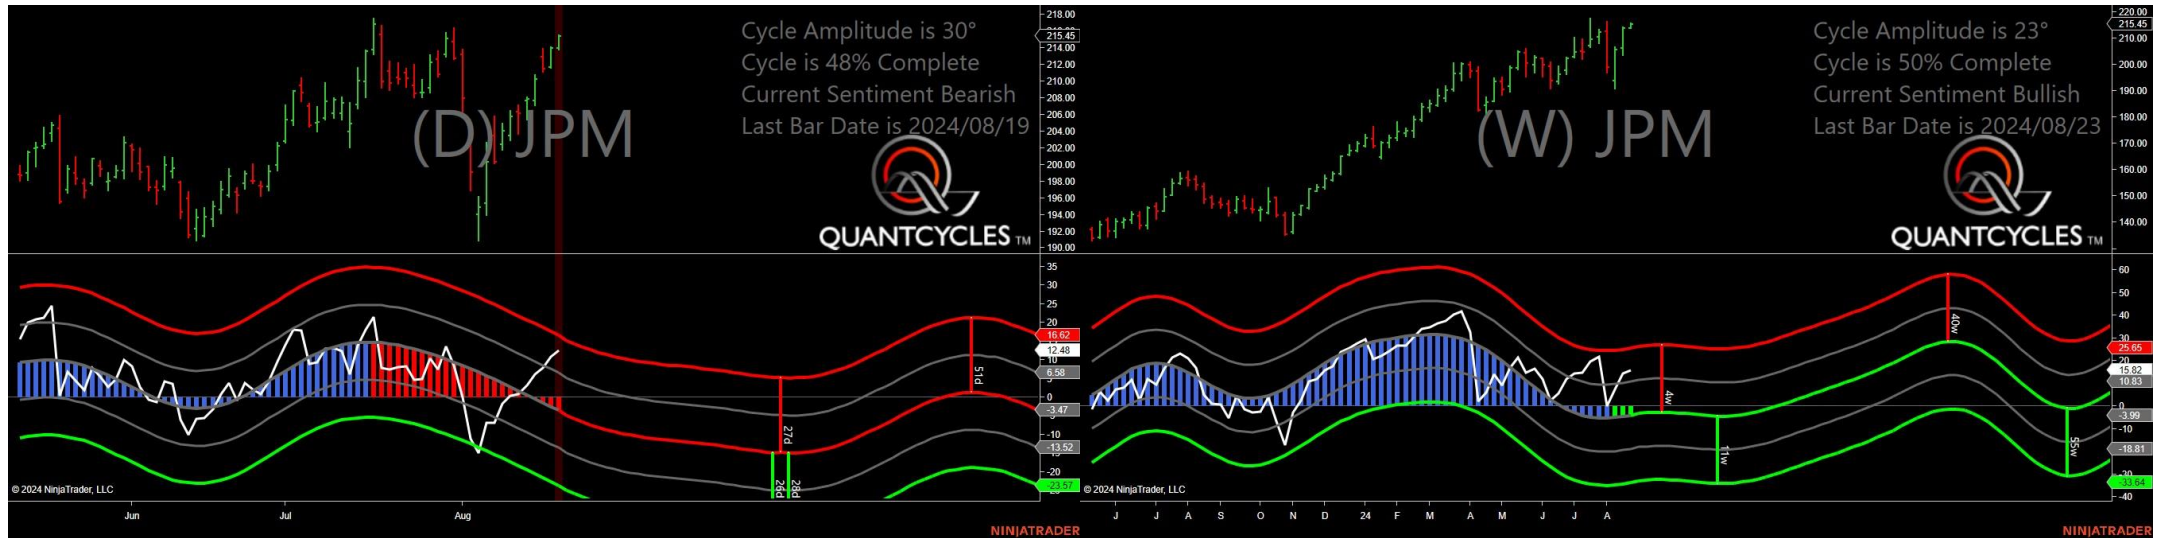 Cycle Amplitude is 30°
Cycle is 48% Complete
Current Sentiment Bearish
Last Bar Date is 2024/08/19
(D) JPM
QUANTCYCLES TM
218.00
215.45
214.00
212.00
210.00
208.00
206.00
204.00
202.00
200.00
198.00
196.00
194.00
192.00
190.00
35
30
25
20
16.62
12.48
10
6.58
0
-3.47
-10
-13.52
-20
-23.57
51d
27d
26d
28d
© 2024 NinjaTrader, LLC
Jun Jul Aug
NINJATRADER
Cycle Amplitude is 23°
Cycle is 50% Complete
Current Sentiment Bullish
Last Bar Date is 2024/08/23
(W) JPM
QUANTCYCLES TM
220.00
215.45
210.00
200.00
190.00
180.00
170.00
160.00
150.00
140.00
60
50
40
30
25.65
20
15.82
10.83
0
-3.99
-10
-18.81
-30
-33.64
-40
4w
11w
40w
55w
© 2024 NinjaTrader, LLC
J J A S O N D 24 F M A M J J A
NINJATRADER